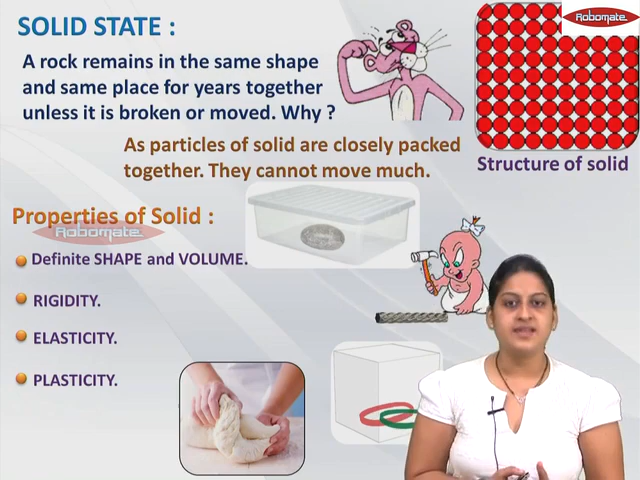 SOLID STATE :
Robomate.
A rock remains in the same shape
and same place for years together
unless it is broken or moved. Why ?
As particles of solid are closely packed
together. They cannot move much.
Structure of solid
Properties of Solid :
Robomate
Definite SHAPE and VOLUME.
RIGIDITY.
ELASTICITY.
PLASTICITY.